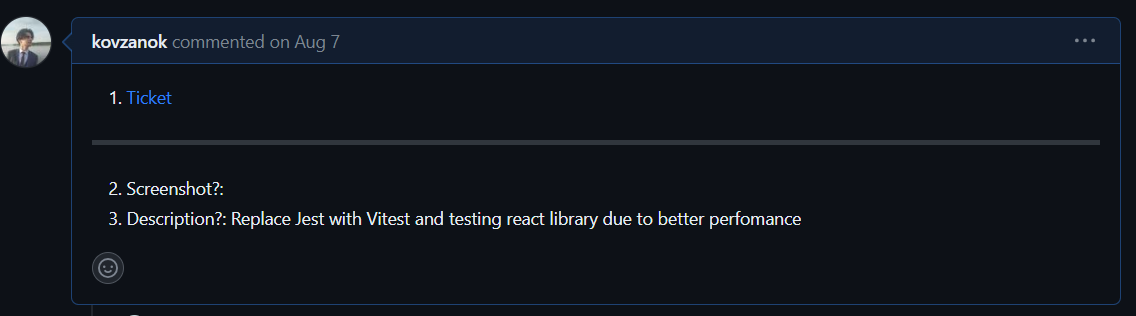 kovzanok commented on Aug 7
1. Ticket
2. Screenshot?:
3. Description?: Replace Jest with Vitest and testing react library due to better perfomance